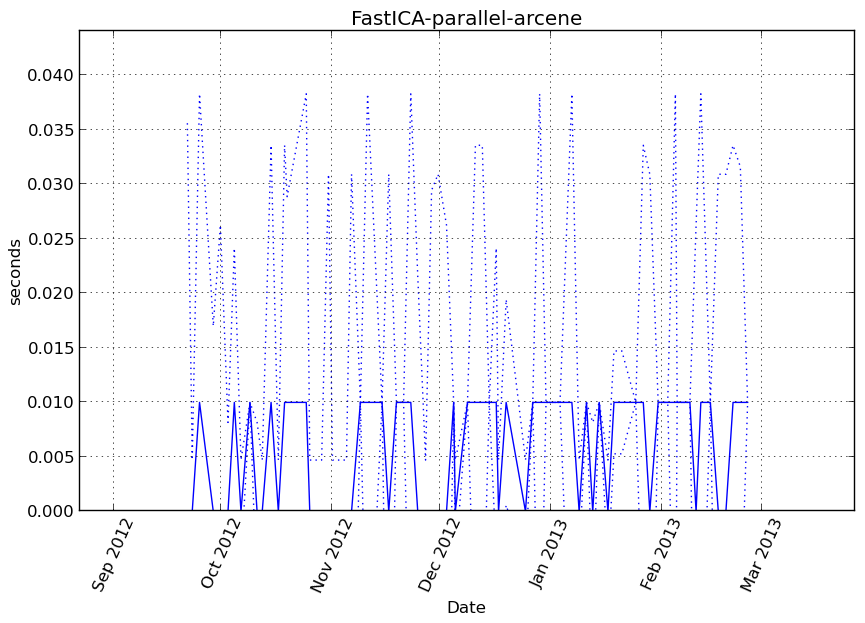 FastICA-parallel-arcene
0.040
0.035
0.030
0.025
0.020
0.015
0.010
0.005
0.000
seconds
Sep 2012
Oct 2012
Nov 2012
Dec 2012
Jan 2013
Feb 2013
Mar 2013
Date